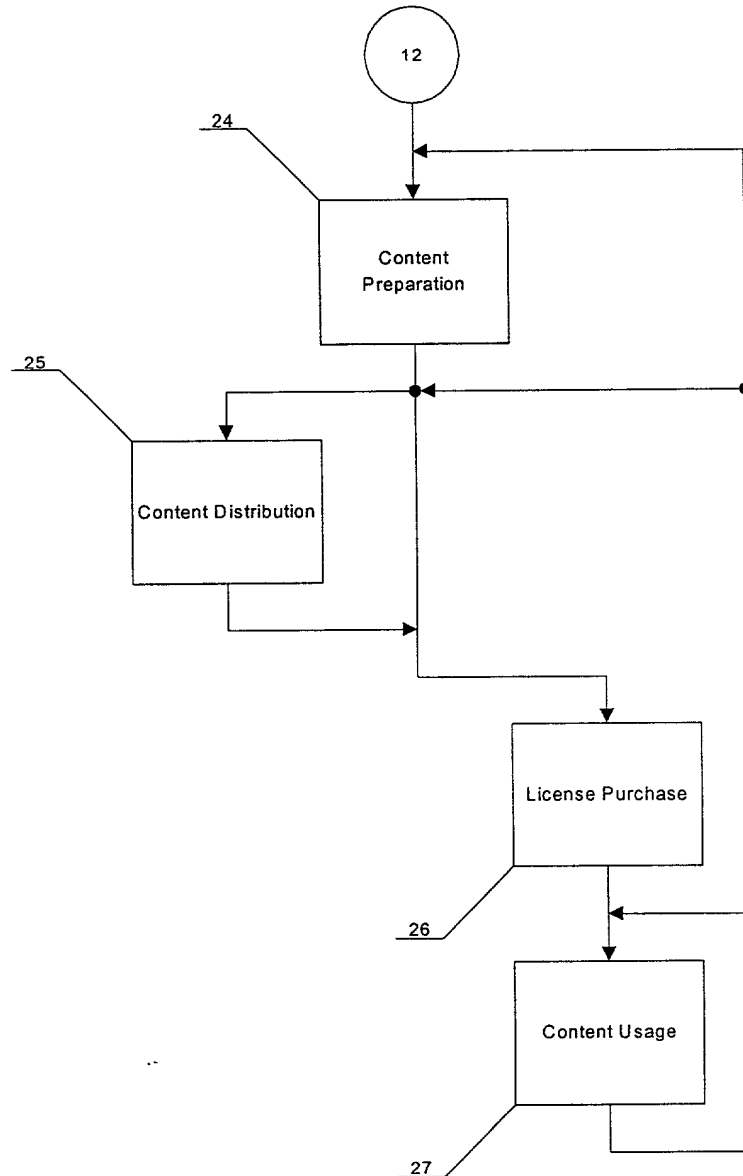 12
24
Content
Preparation
25
Content Distribution
License Purchase
26
Content Usage
27